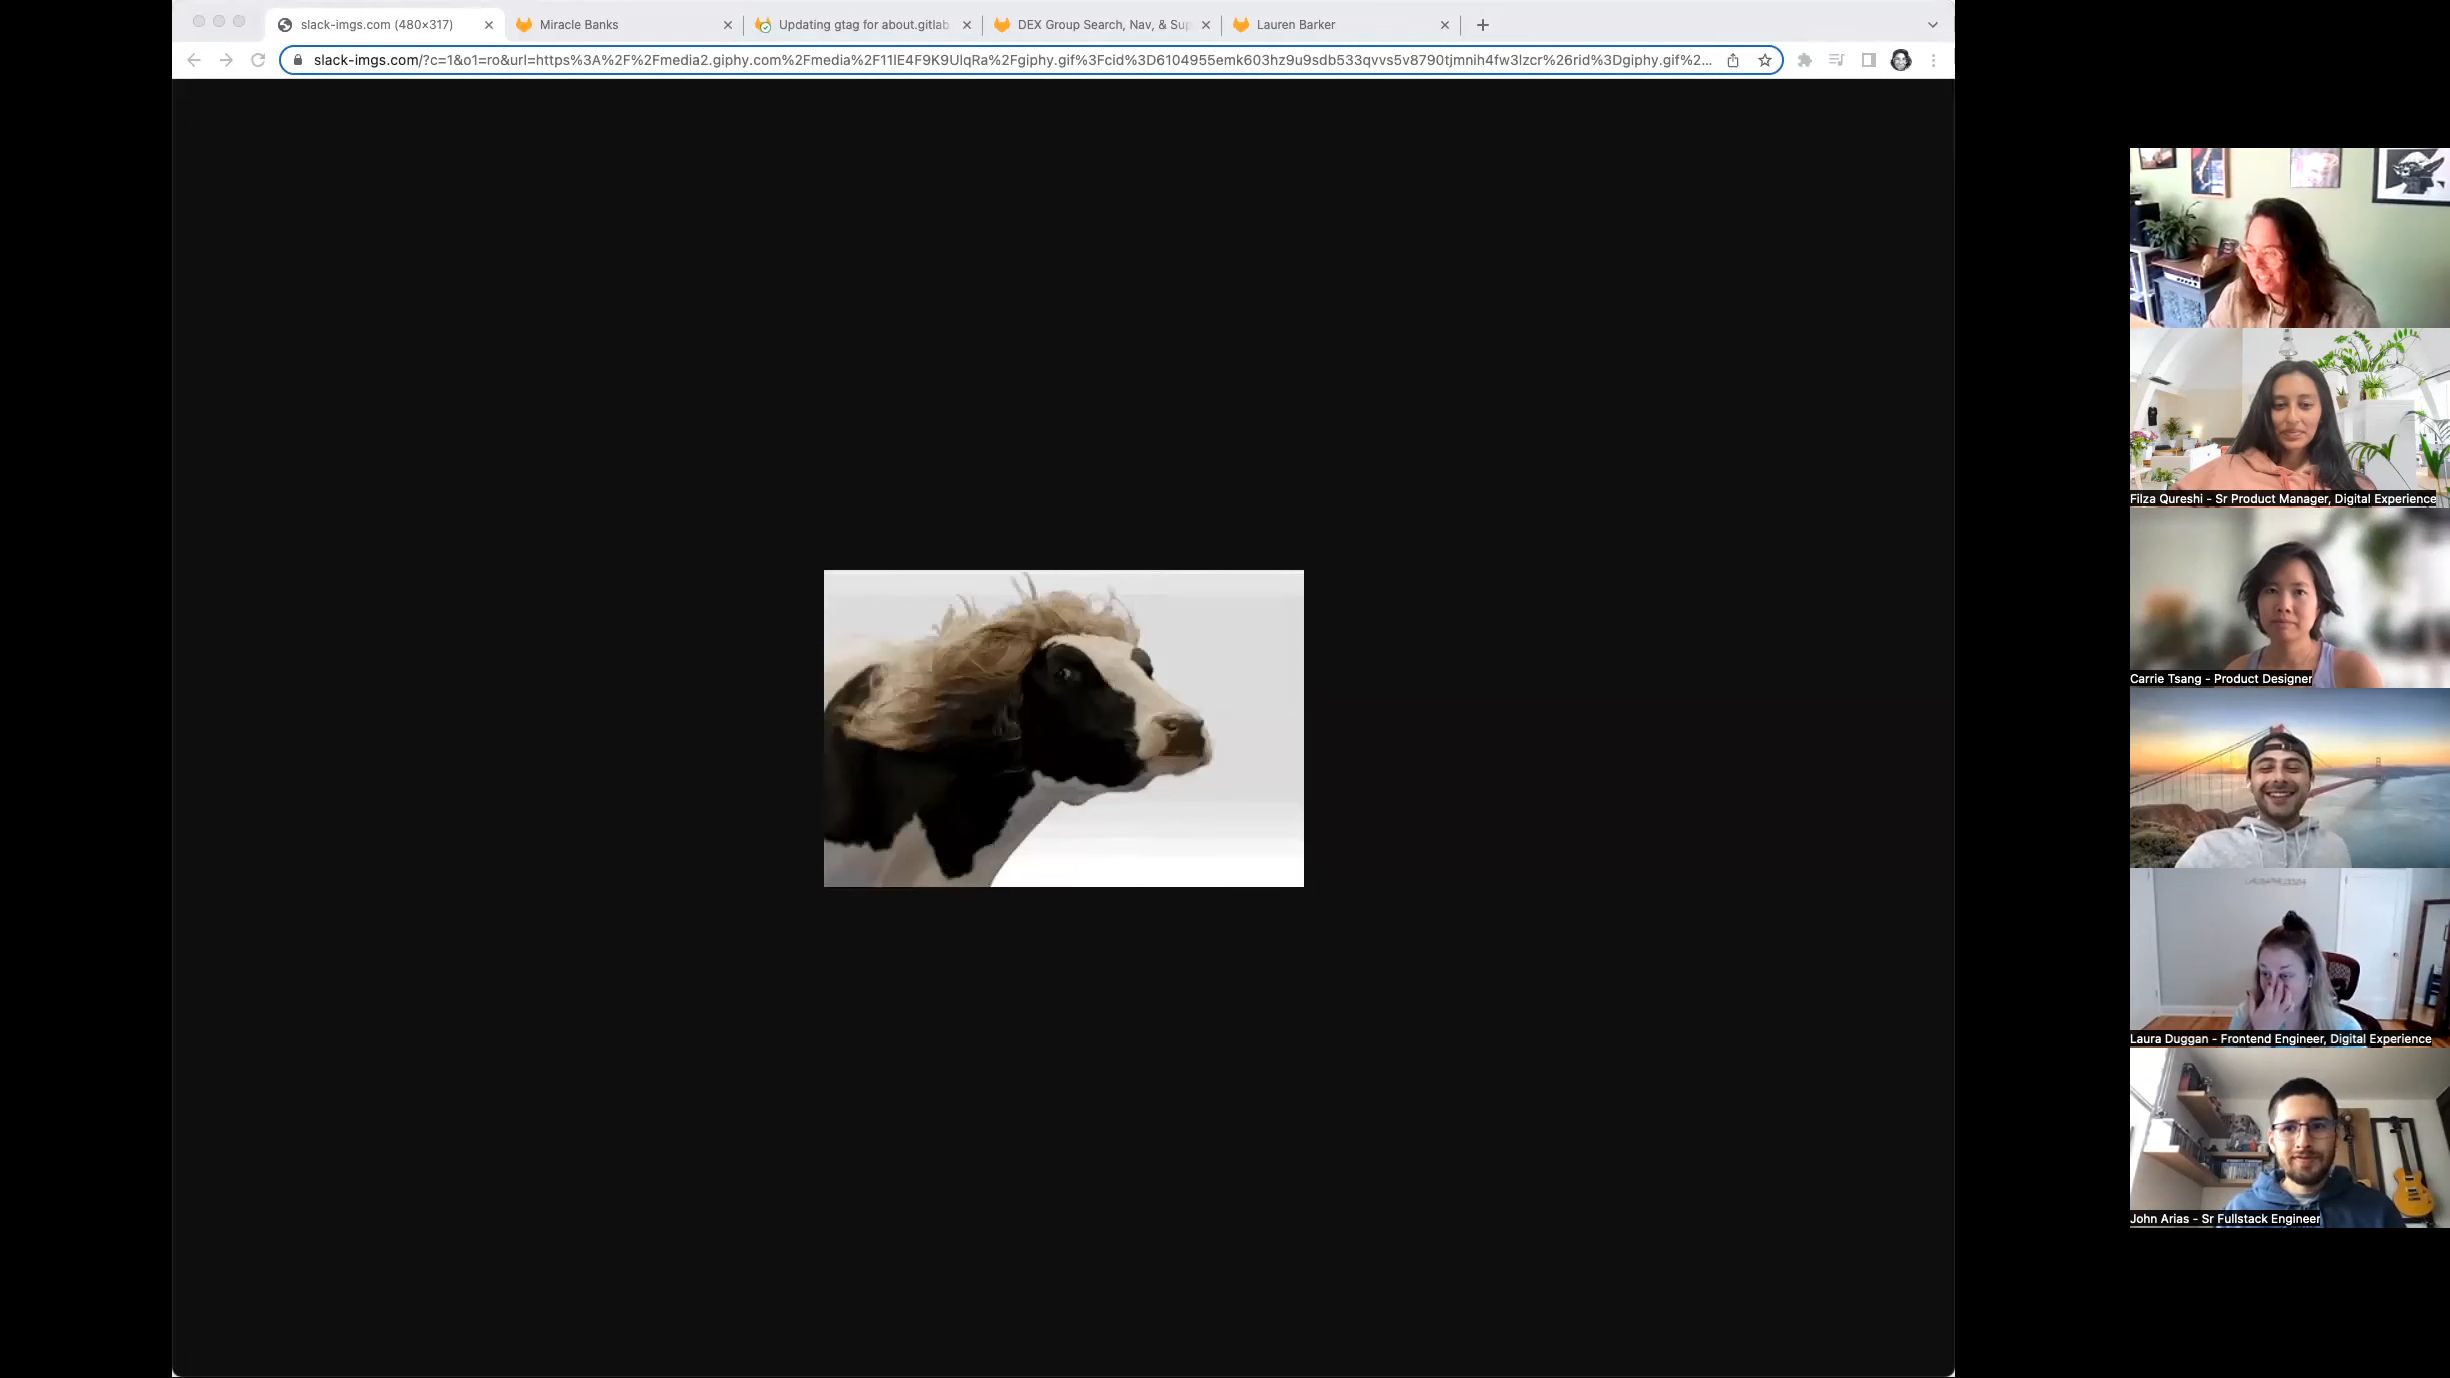 slack-imgs.com (480×317)
Miracle Banks
Updating gtag for about.gitlab
DEX Group Search, Nav, & Sup
Lauren Barker
slack-imgs.com/?c=1&o1=ro&url=https%3A%2F%2Fmedia2.giphy.com%2Fmedia%2F11lE4F9K9UlqRa%2Fgiphy.gif%3Fcid%3D6104955emk603hz9u9sdb533qvvs5v8790tjmnih4fw3lzcr%26rid%3Dgiphy.gif%2...
Filza Qureshi - Sr Product Manager, Digital Experience
Carrie Tsang - Product Designer
Laura Duggan - Frontend Engineer, Digital Experience
John Arias - Sr Fullstack Engineer